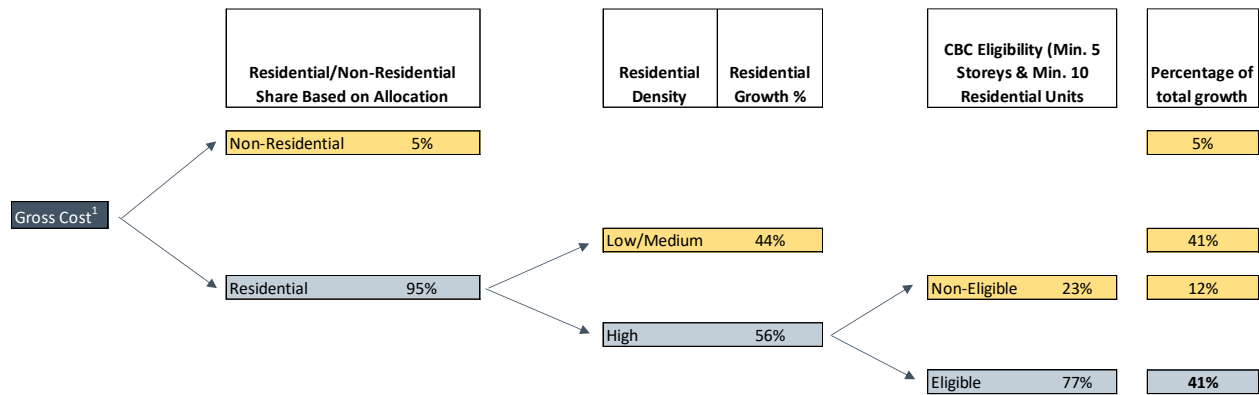 Residential/Non-Residential
Share Based on Allocation
Residential
Density
Residential
Growth %
CBC Eligibility (Min. 5
Storeys & Min. 10
Residential Units
Percentage of
total growth
Non-Residential 5%
5%
Gross Cost1
Low/Medium 44%
41%
Residential 95%
Non-Eligible 23%
12%
High 56%
Eligible 77%
41%